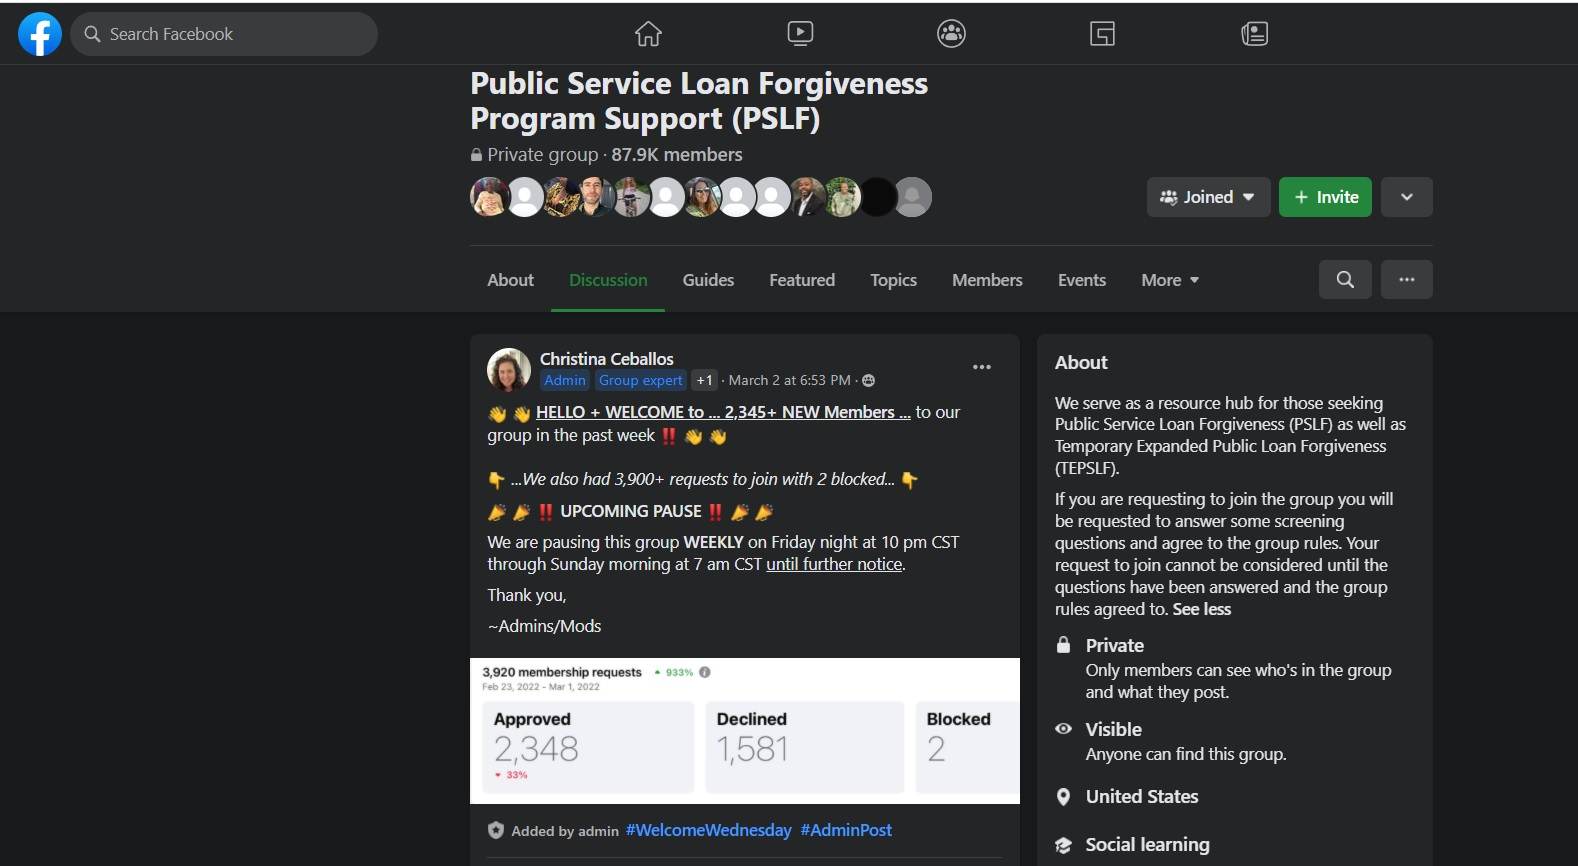 Search Facebook
Public Service Loan Forgiveness
Program Support (PSLF)
Private group · 87.9K members
Joined
+ Invite
About
Discussion
Guides
Featured
Topics
Members
Events
More
Christina Ceballos
Admin Group expert +1 · March 2 at 6:53 PM ·
👋 👋 HELLO + WELCOME to ... 2,345+ NEW Members ... to our
group in the past week ‼️ 👋 👋
👇 ...We also had 3,900+ requests to join with 2 blocked... 👇
🎉 🎉 ‼️ UPCOMING PAUSE ‼️ 🎉 🎉
We are pausing this group WEEKLY on Friday night at 10 pm CST
through Sunday morning at 7 am CST until further notice.
Thank you,
~Admins/Mods
3,920 membership requests 933%
Feb 23, 2022 - Mar 1, 2022
Approved
2,348
33%
Declined
1,581
Blocked
2
Added by admin #WelcomeWednesday #AdminPost
About
We serve as a resource hub for those seeking
Public Service Loan Forgiveness (PSLF) as well as
Temporary Expanded Public Loan Forgiveness
(TEPSLF).
If you are requesting to join the group you will
be requested to answer some screening
questions and agree to the group rules. Your
request to join cannot be considered until the
questions have been answered and the group
rules agreed to. See less
Private
Only members can see who's in the group
and what they post.
Visible
Anyone can find this group.
United States
Social learning